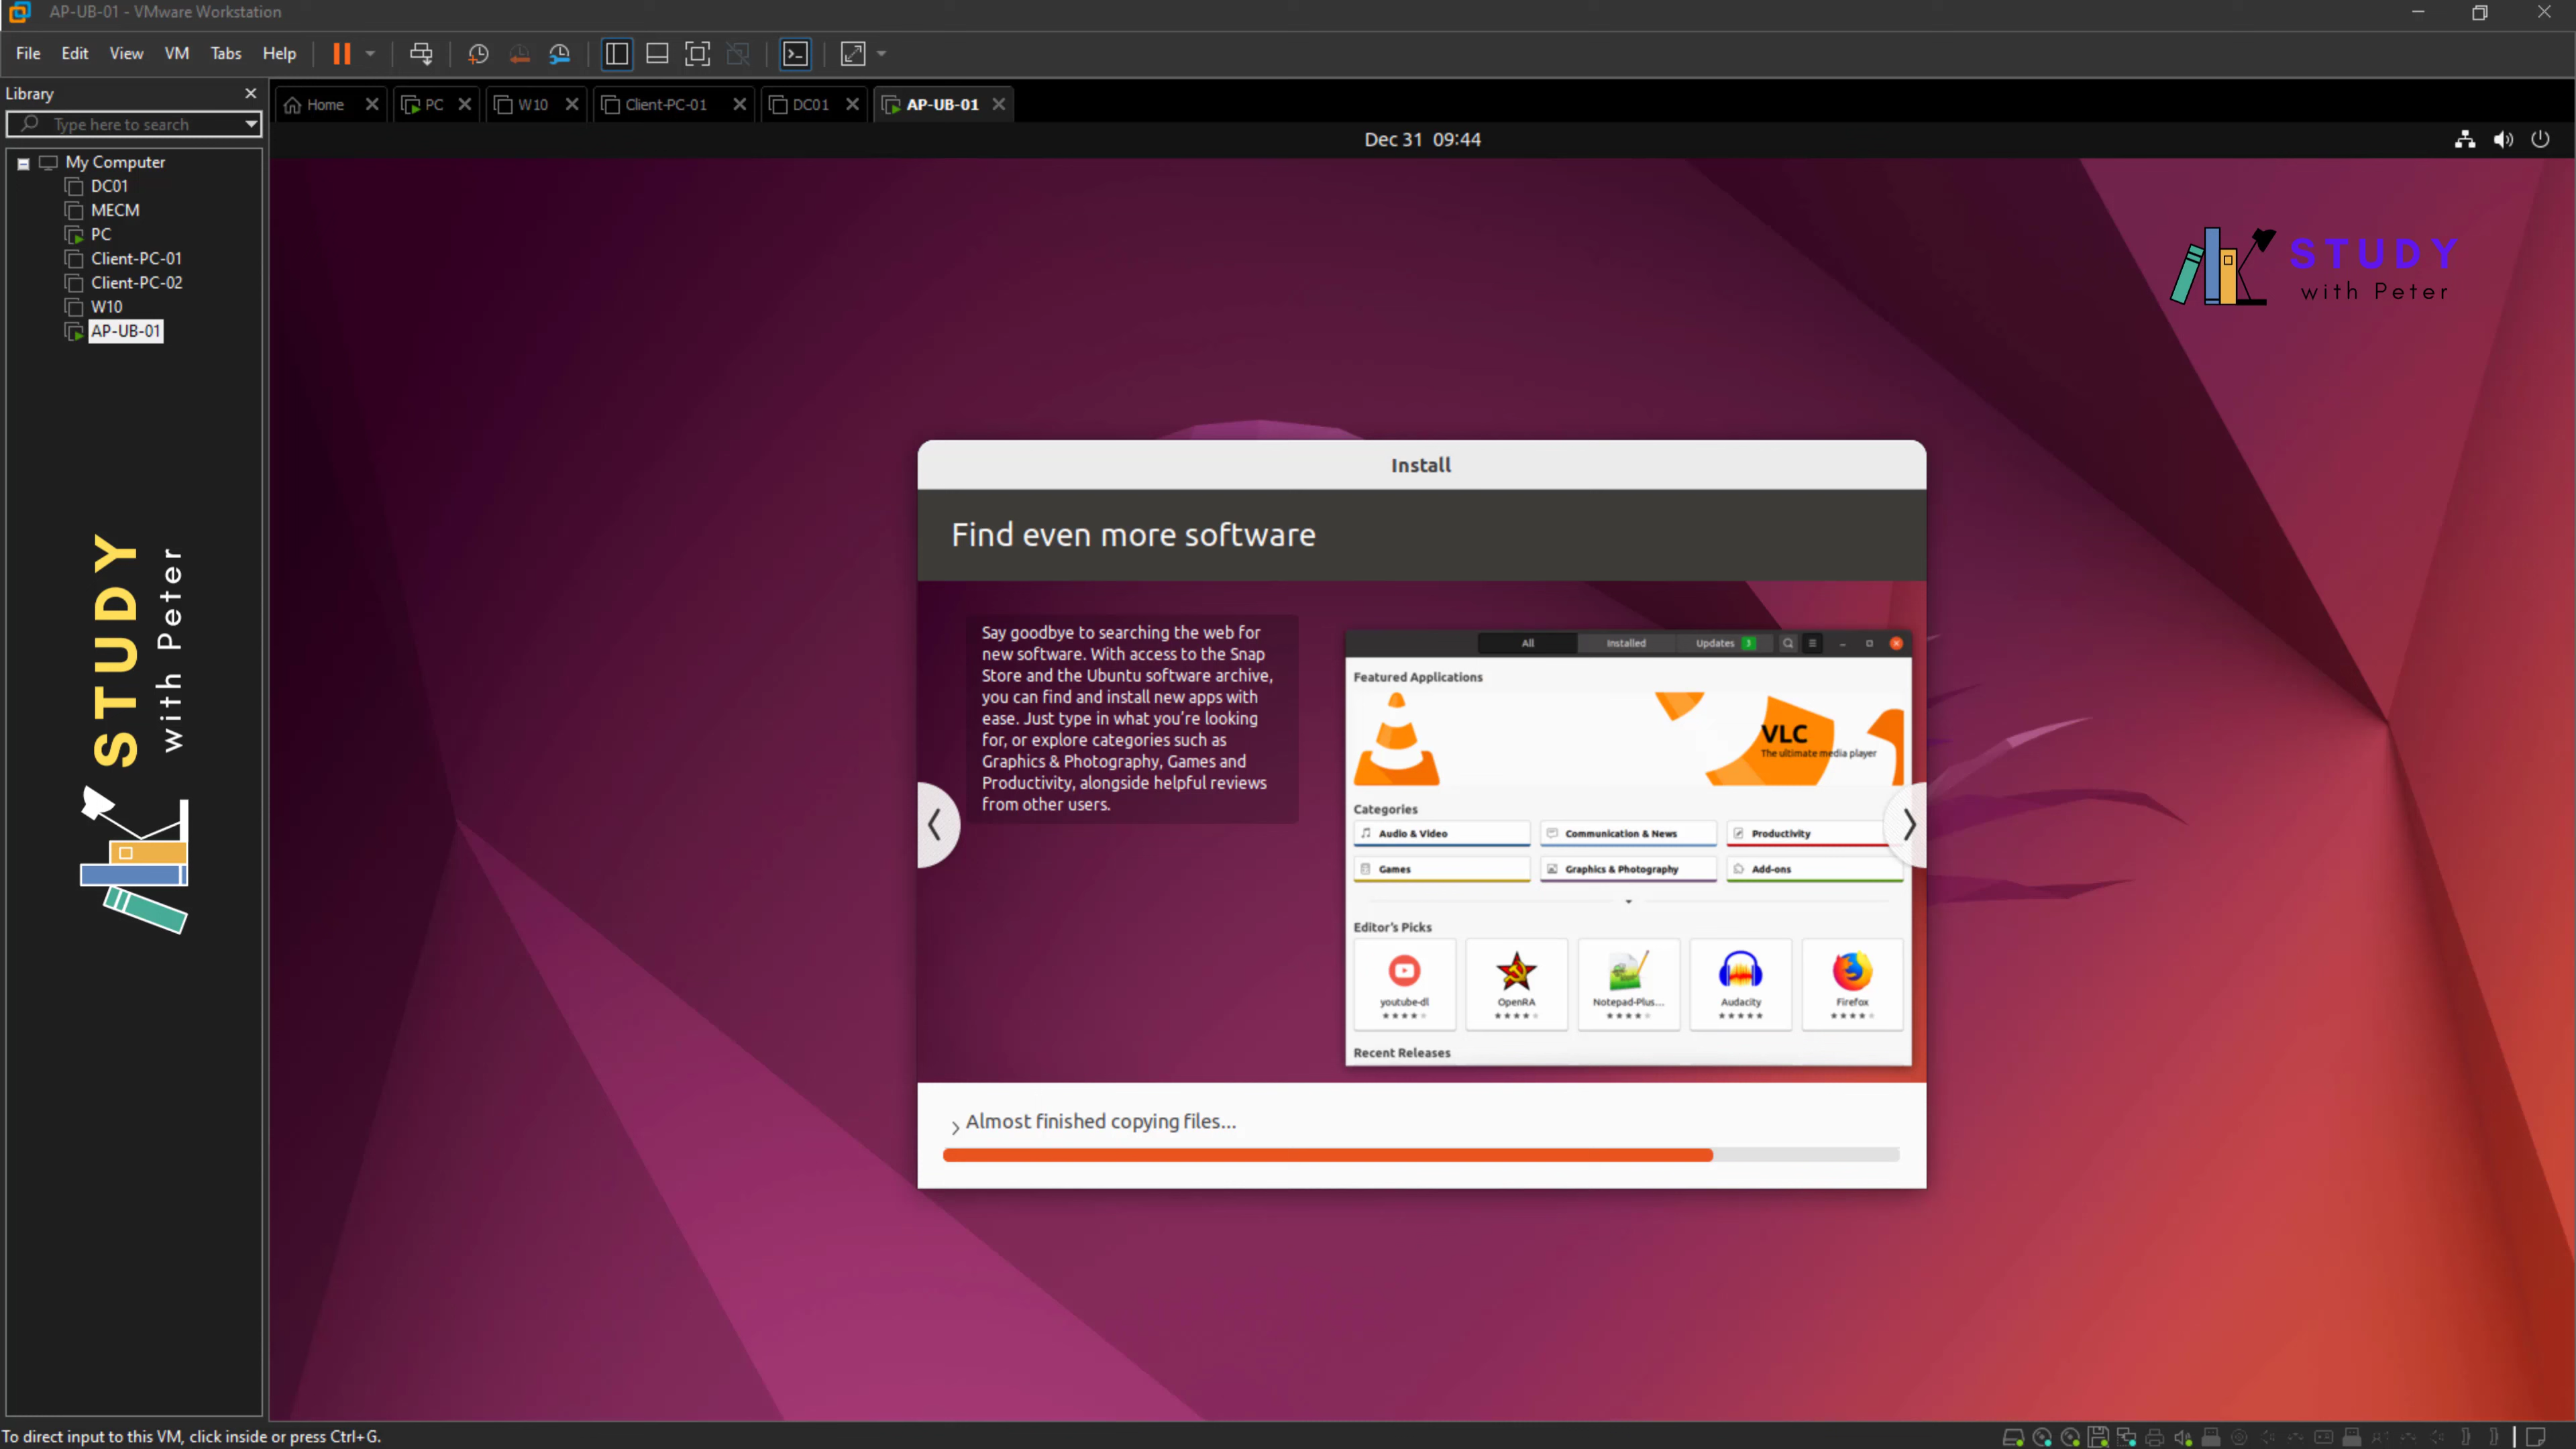 AP-UB-01 - VMware Workstation
File Edit View VM Tabs Help
Library
Type here to search
My Computer
DC01
MECM
PC
Client-PC-01
Client-PC-02
W10
AP-UB-01
STUDY
with Peter
Home PC W10 Client-PC-01 DC01 AP-UB-01
Dec 31 09:44
STUDY
with Peter
Install
Find even more software
Say goodbye to searching the web for
new software. With access to the Snap
Store and the Ubuntu software archive,
you can find and install new apps with
ease. Just type in what you're looking
for, or explore categories such as
Graphics & Photography, Games and
Productivity, alongside helpful reviews
from other users.
All Installed Updates 3
Featured Applications
VLC
The ultimate media player
Categories
Audio & Video Communication & News Productivity
Games Graphics & Photography Add-ons
Editor's Picks
youtube-dl OpenRA Notepad-Plus... Audacity Firefox
Recent Releases
Almost finished copying files...
To direct input to this VM, click inside or press Ctrl+G.